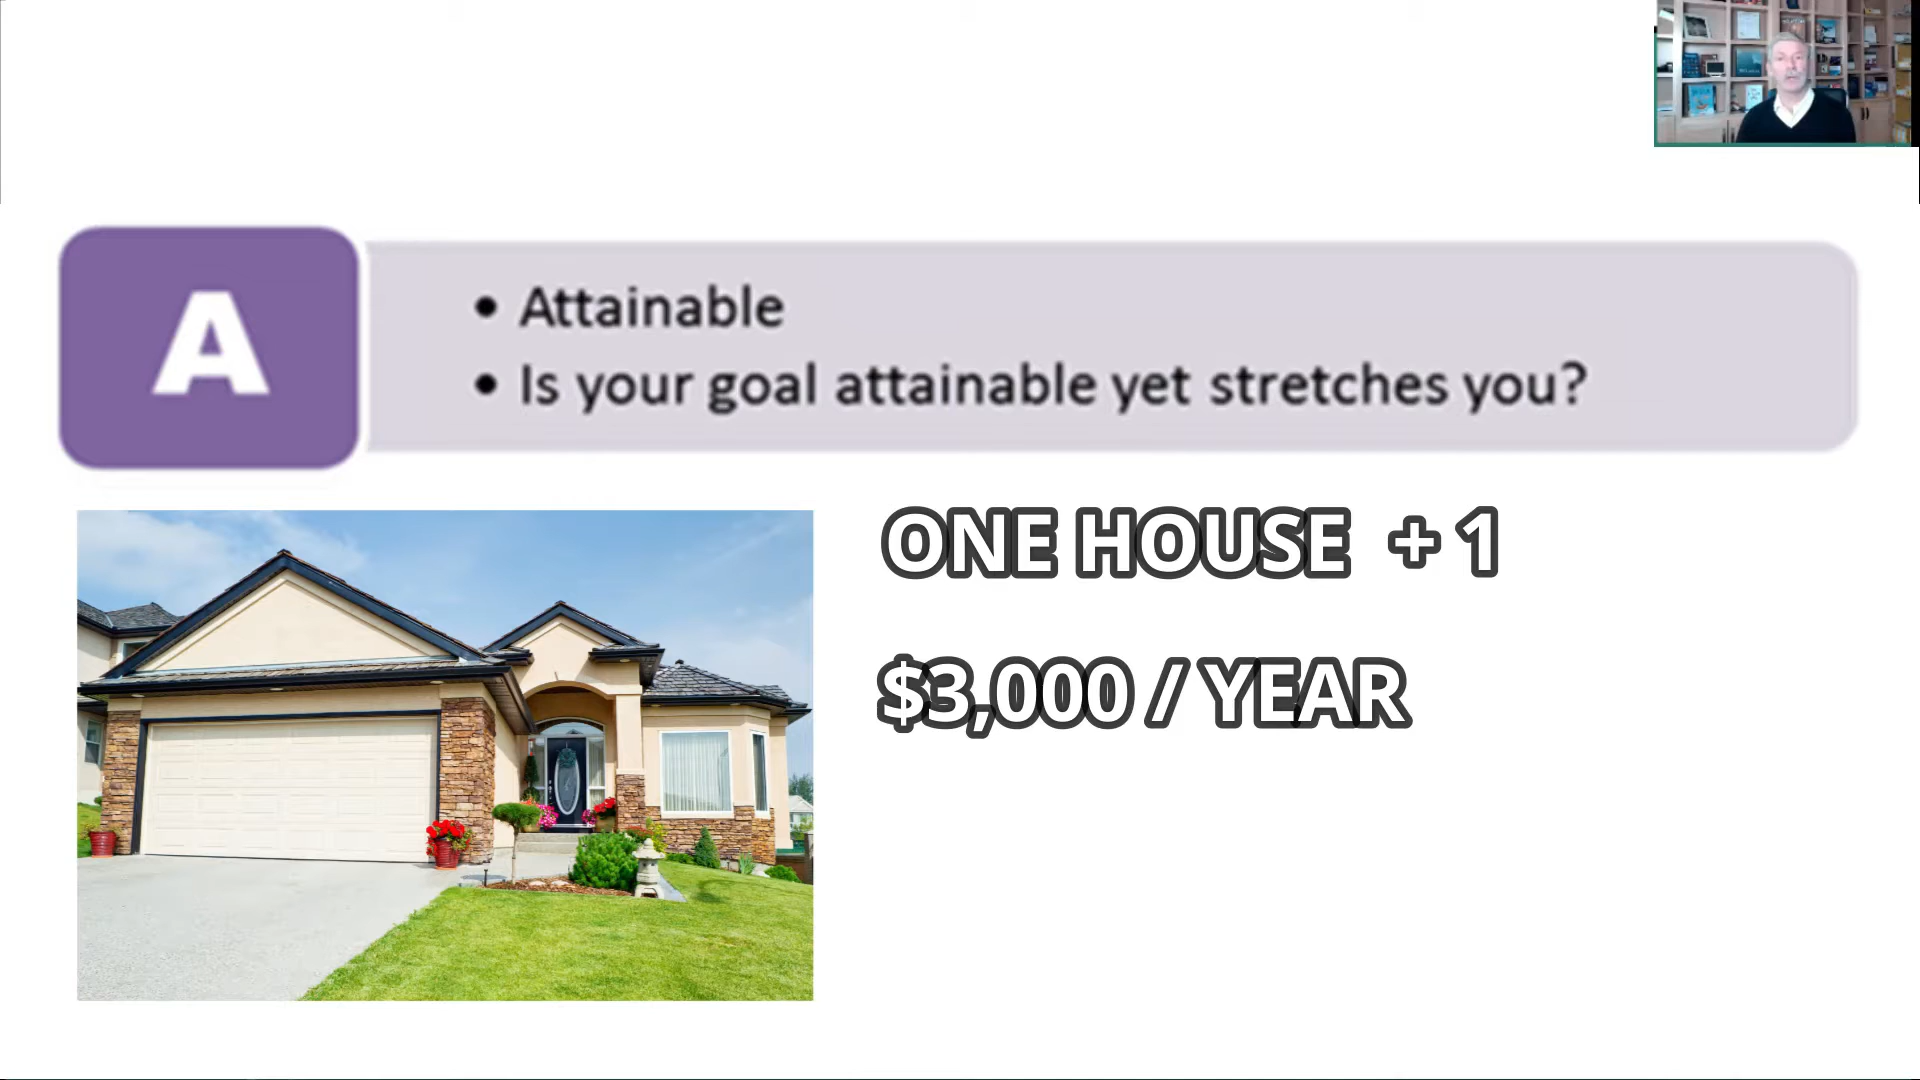 A
• Attainable
• Is your goal attainable yet stretches you?
ONE HOUSE + 1
$3,000 / YEAR